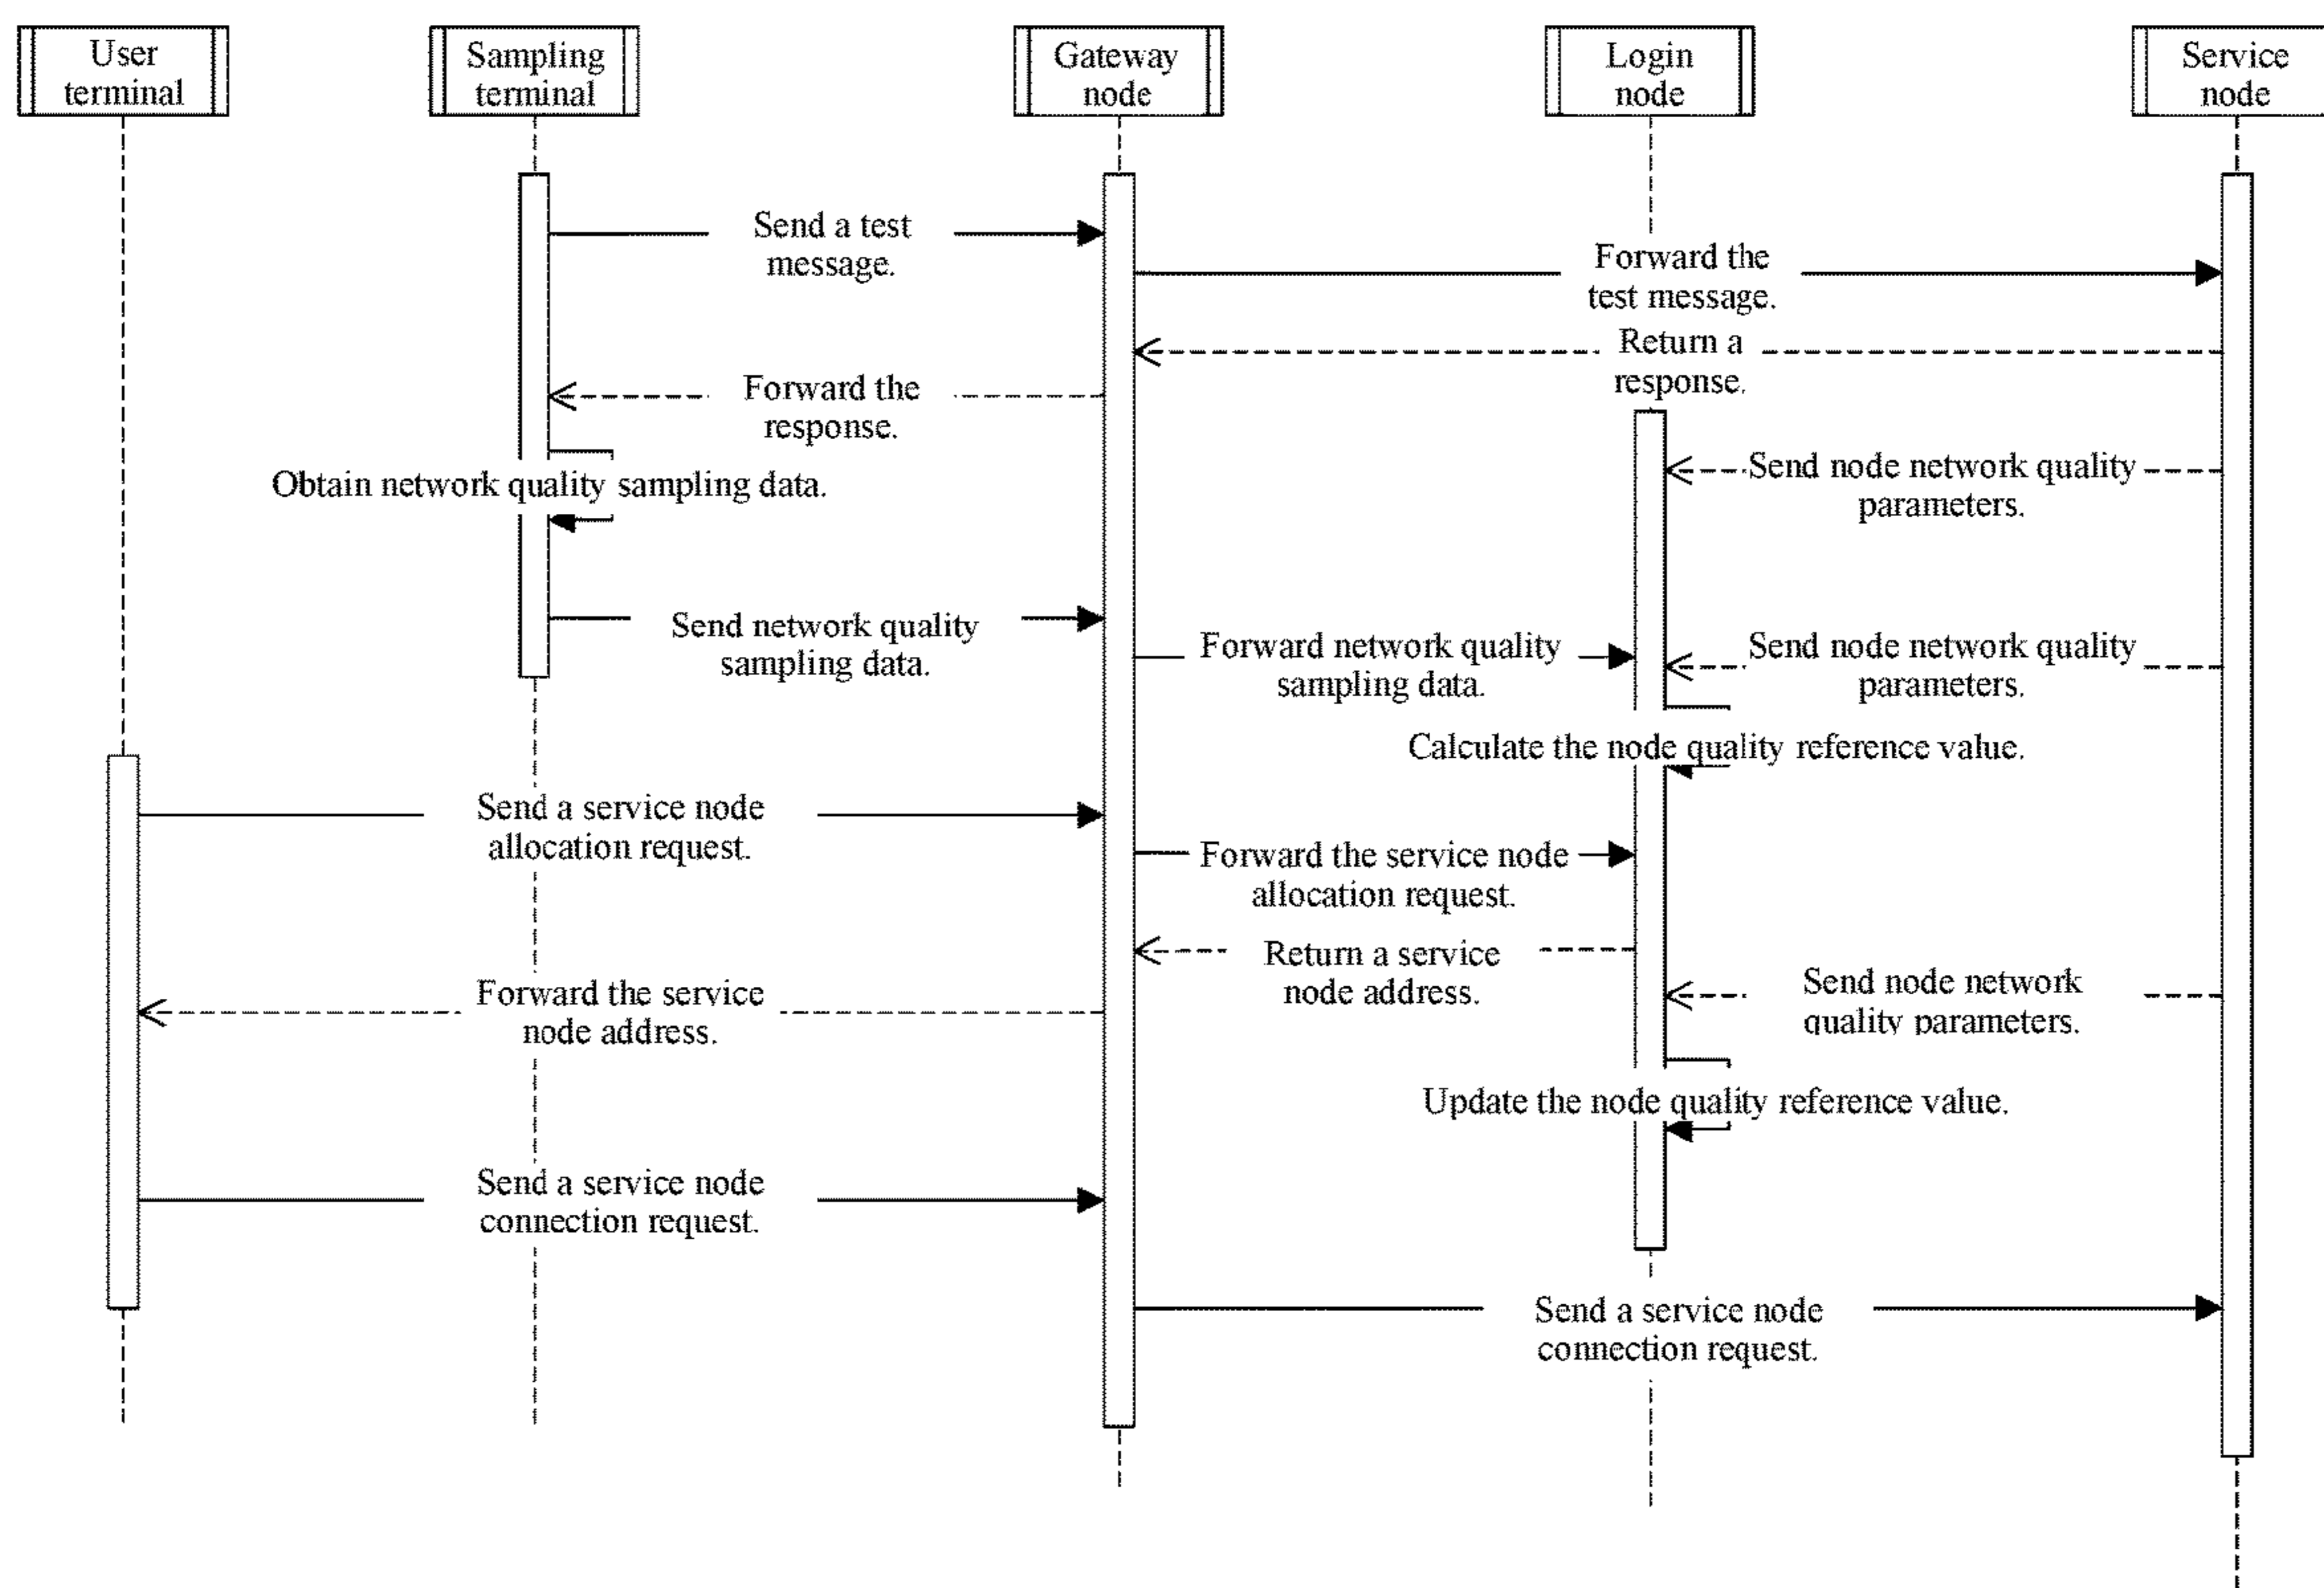 User
terminal
Sampling
terminal
Gateway
node
Login
node
Service
node
Send a test
message.
Forward the
test message.
Return a
response.
Forward the
response.
Send node network quality
parameters.
Obtain network quality sampling data.
Send network quality
sampling data.
Forward network quality
sampling data.
Send node network quality
parameters.
Calculate the node quality reference value.
Send a service node
allocation request.
Forward the service node
allocation request.
Return a service
node address.
Send node network
quality parameters.
Forward the service
node address.
Update the node quality reference value.
Send a service node
connection request.
Send a service node
connection request.